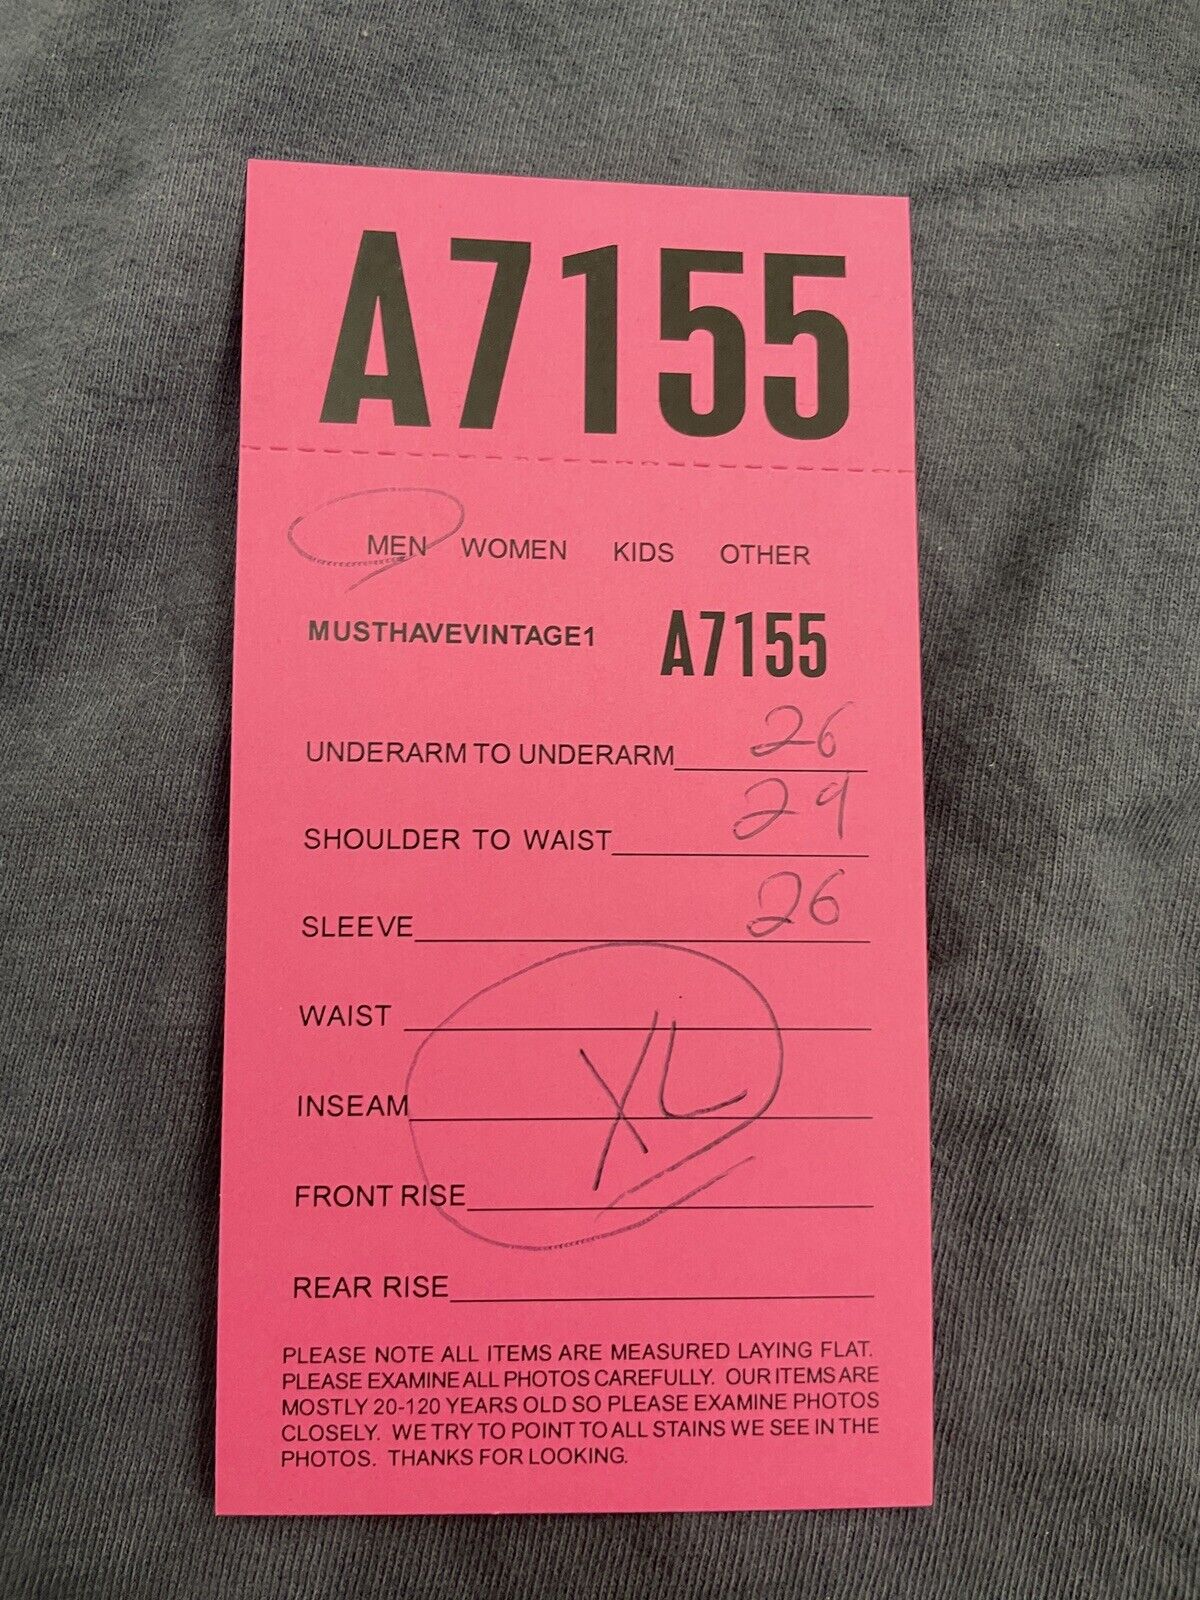 A7155
MEN WOMEN KIDS OTHER
MUSTHAVEVINTAGE1 A7155
UNDERARM TO UNDERARM 26
SHOULDER TO WAIST 29
SLEEVE 26
WAIST
INSEAM XL
FRONT RISE
REAR RISE
PLEASE NOTE ALL ITEMS ARE MEASURED LAYING FLAT.
PLEASE EXAMINE ALL PHOTOS CAREFULLY. OUR ITEMS ARE
MOSTLY 20-120 YEARS OLD SO PLEASE EXAMINE PHOTOS
CLOSELY. WE TRY TO POINT TO ALL STAINS WE SEE IN THE
PHOTOS. THANKS FOR LOOKING.